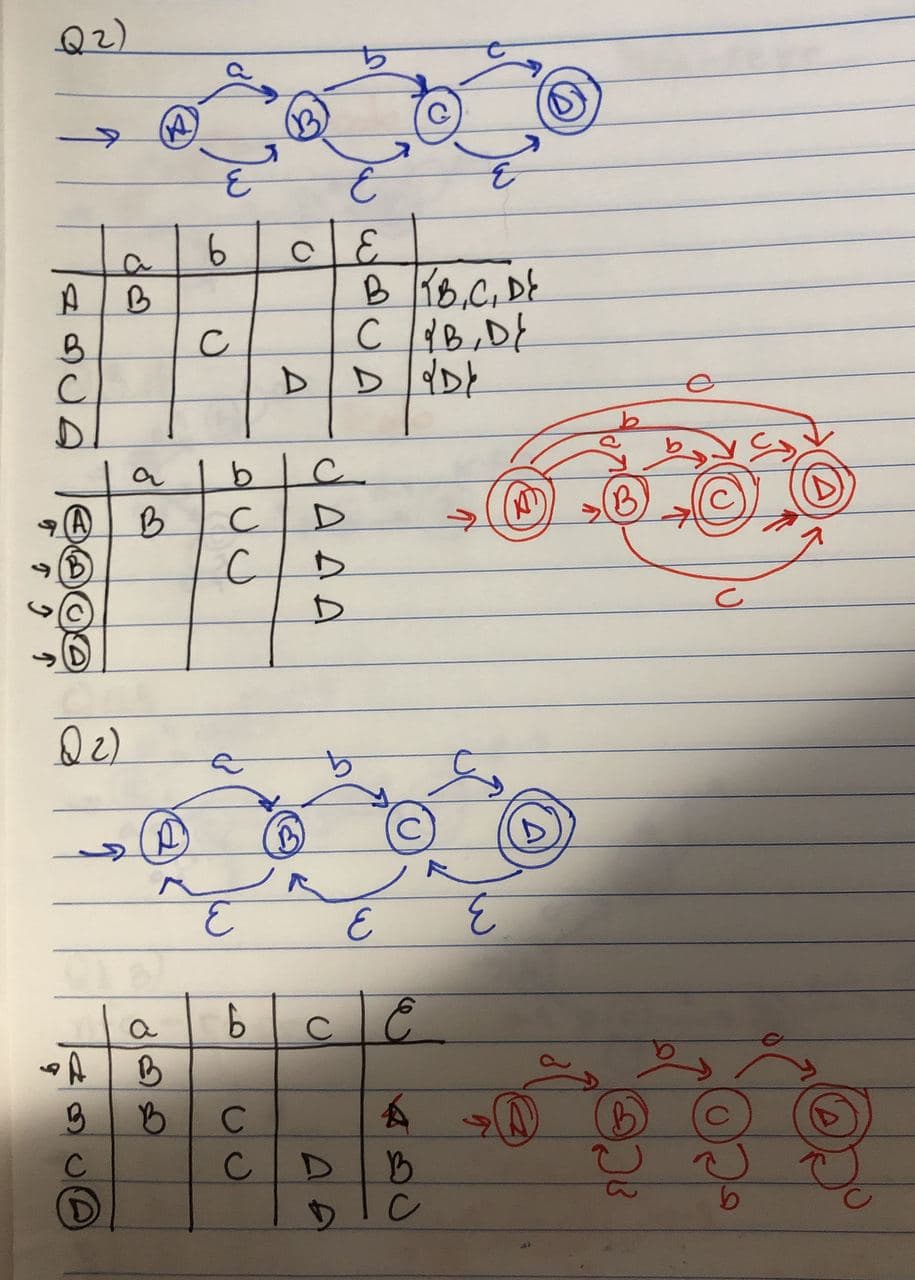 Q2)
a b c
→ A B C D
ε ε ε
a b c ε
A B B {B,C,D}
B C C {B,D}
C D D {D}
D
c
b
a b c
→ A → B → C → D
c
a b c
→ A B C D
→ B C D
→ C D
→ D
Q2)
a b c
→ A B C D
ε ε ε
a b c ε
→ A B
B B C A
C C D B
D D C
a b c
→ A B C D
a b c